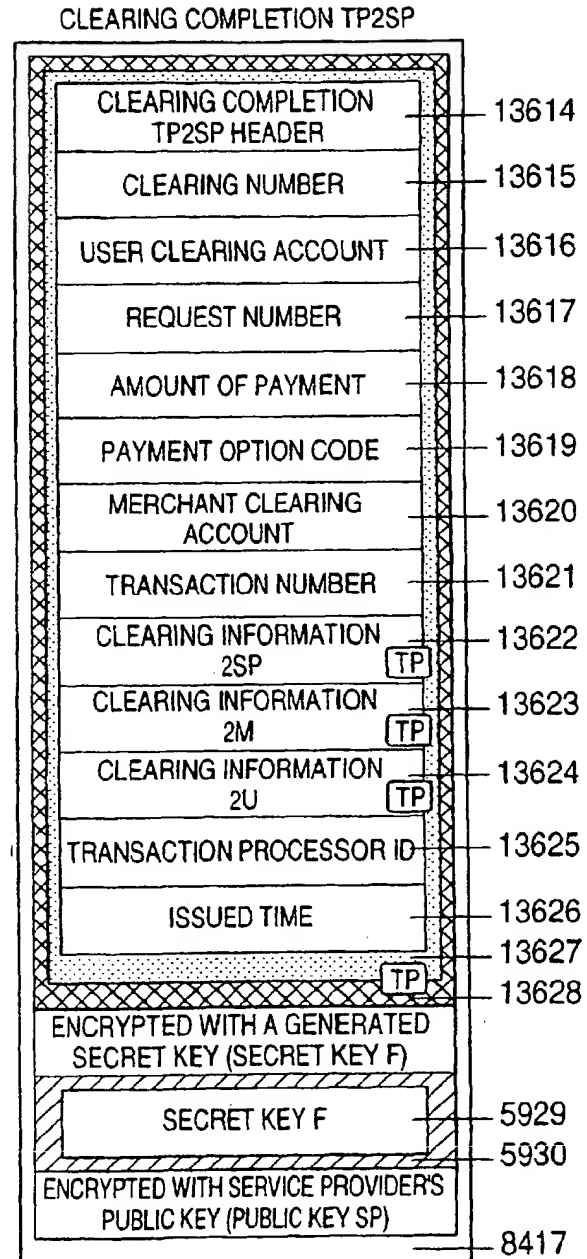 CLEARING COMPLETION TP2SP
CLEARING COMPLETION
TP2SP HEADER
13614
CLEARING NUMBER
13615
USER CLEARING ACCOUNT
13616
REQUEST NUMBER
13617
AMOUNT OF PAYMENT
13618
PAYMENT OPTION CODE
13619
MERCHANT CLEARING
ACCOUNT
13620
TRANSACTION NUMBER
13621
CLEARING INFORMATION
2SP
TP
13622
CLEARING INFORMATION
2M
TP
13623
CLEARING INFORMATION
2U
TP
13624
TRANSACTION PROCESSOR ID
13625
ISSUED TIME
13626
13627
TP
13628
ENCRYPTED WITH A GENERATED
SECRET KEY (SECRET KEY F)
SECRET KEY F
5929
5930
ENCRYPTED WITH SERVICE PROVIDER'S
PUBLIC KEY (PUBLIC KEY SP)
8417